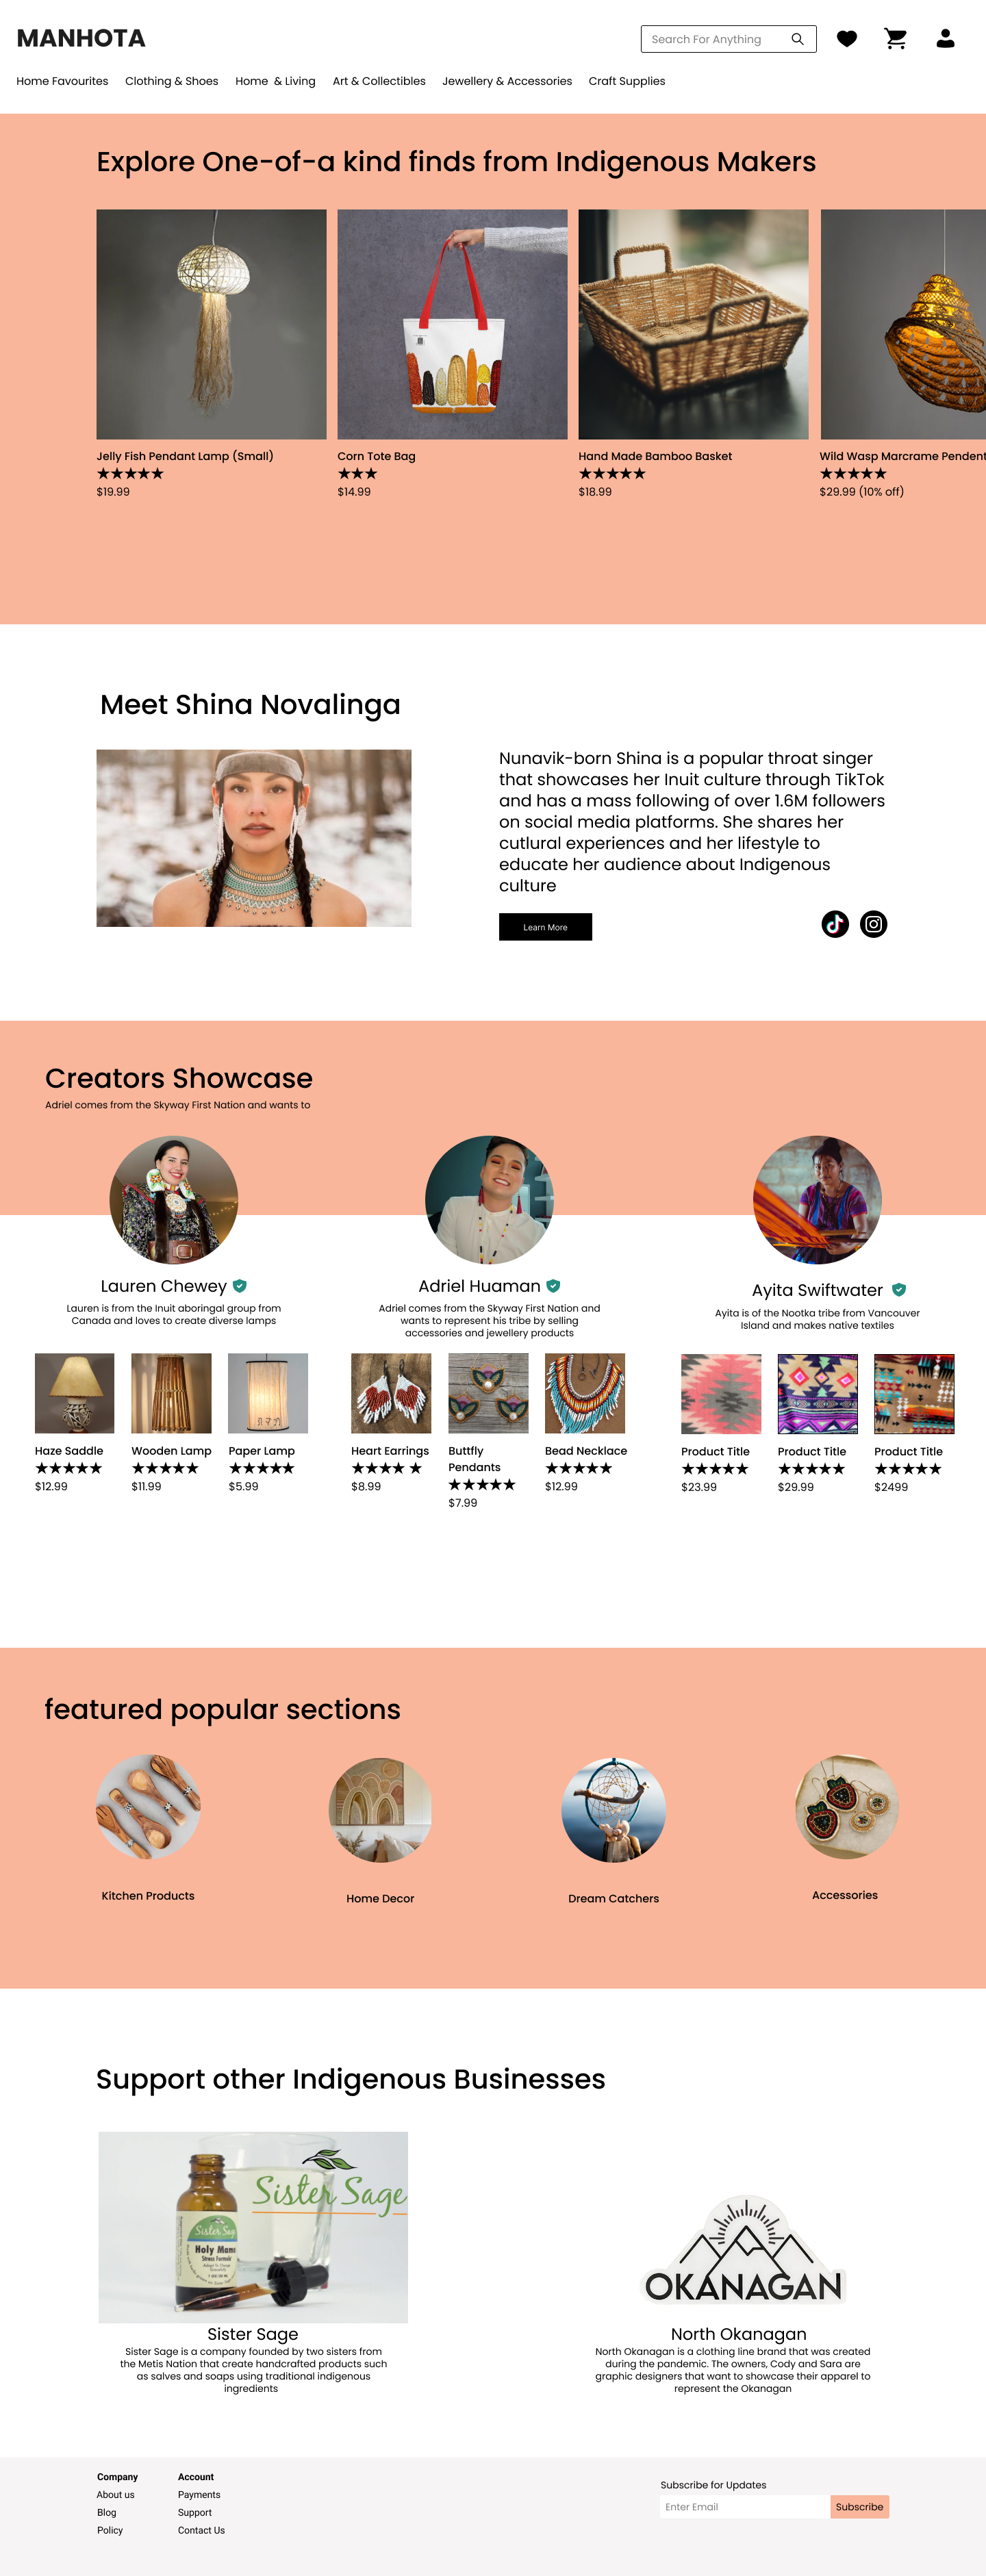 MANHOTA
Search For Anything
Home Favourites Clothing & Shoes Home & Living Art & Collectibles Jewellery & Accessories Craft Supplies
Explore One-of-a kind finds from Indigenous Makers
Jelly Fish Pendant Lamp (Small)
★★★★★
$19.99
Corn Tote Bag
★★★
$14.99
Hand Made Bamboo Basket
★★★★★
$18.99
Wild Wasp Marcrame Pendent
★★★★★
$29.99 (10% off)
Meet Shina Novalinga
Nunavik-born Shina is a popular throat singer
that showcases her Inuit culture through TikTok
and has a mass following of over 1.6M followers
on social media platforms. She shares her
cutlural experiences and her lifestyle to
educate her audience about Indigenous
culture
Learn More
Creators Showcase
Adriel comes from the Skyway First Nation and wants to
Lauren Chewey
Lauren is from the Inuit aboringal group from
Canada and loves to create diverse lamps
Haze Saddle
★★★★★
$12.99
Wooden Lamp
★★★★★
$11.99
Paper Lamp
★★★★★
$5.99
Adriel Huaman
Adriel comes from the Skyway First Nation and
wants to represent his tribe by selling
accessories and jewellery products
Heart Earrings
★★★★ ★
$8.99
Buttfly
Pendants
★★★★★
$7.99
Bead Necklace
★★★★★
$12.99
Ayita Swiftwater
Ayita is of the Nootka tribe from Vancouver
Island and makes native textiles
Product Title
★★★★★
$23.99
Product Title
★★★★★
$29.99
Product Title
★★★★★
$2499
featured popular sections
Kitchen Products
Home Decor
Dream Catchers
Accessories
Support other Indigenous Businesses
Sister Sage
Sister Sag
Holy Mama
Stress Formula
OKANAGAN
Sister Sage
Sister Sage is a company founded by two sisters from
the Metis Nation that create handcrafted products such
as salves and soaps using traditional indigenous
ingredients
North Okanagan
North Okanagan is a clothing line brand that was created
during the pandemic. The owners, Cody and Sara are
graphic designers that want to showcase their apparel to
represent the Okanagan
Company
About us
Blog
Policy
Account
Payments
Support
Contact Us
Subscribe for Updates
Enter Email
Subscribe